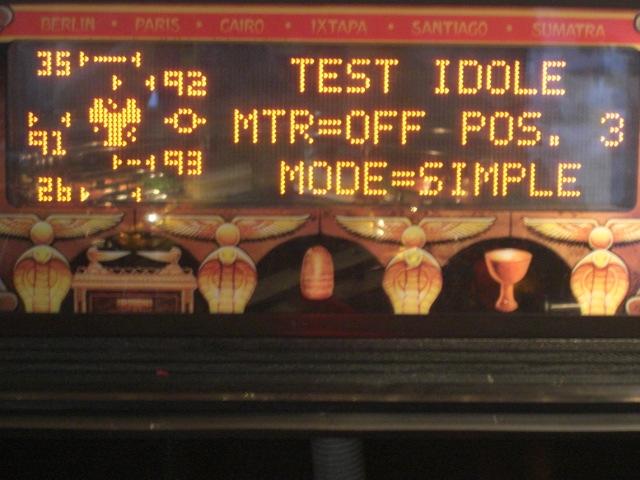 BERLIN • PARIS • CAIRO • IXTAPA • SANTIAGO • SUMATRA
35
92
TEST IDOLE
91
MTR=OFF POS. 3
93
26
MODE=SIMPLE